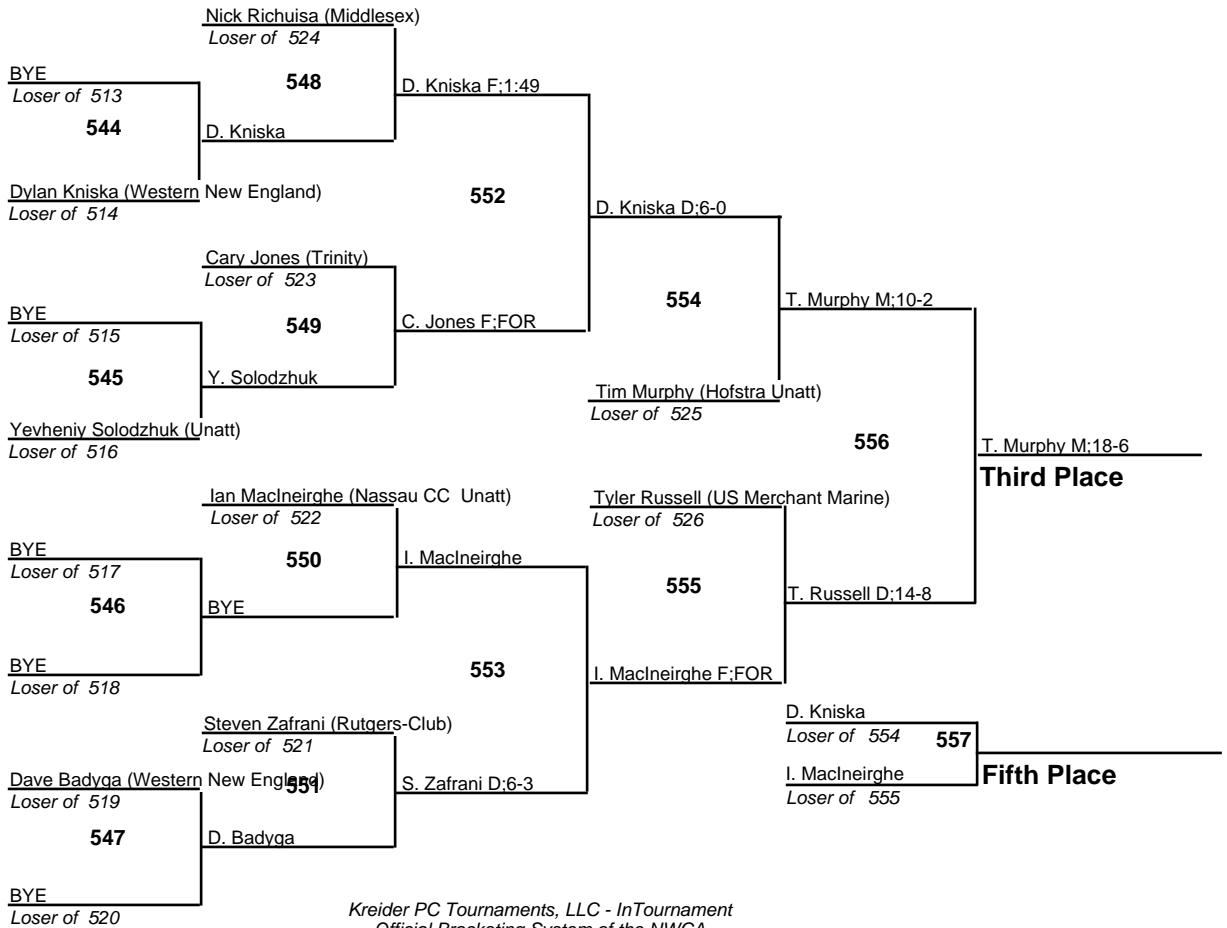 Nick Richuisa (Middlesex)
Loser of 524
BYE
Loser of 513
548
D. Kniska F;1:49
544
D. Kniska
Dylan Kniska (Western New England)
Loser of 514
552
D. Kniska D;6-0
Cary Jones (Trinity)
Loser of 523
BYE
Loser of 515
549
C. Jones F;FOR
554
T. Murphy M;10-2
545
Y. Solodzhuk
Tim Murphy (Hofstra Unatt)
Loser of 525
Yevheniy Solodzhuk (Unatt)
Loser of 516
556
T. Murphy M;18-6
Third Place
Ian MacIneirghe (Nassau CC Unatt)
Loser of 522
Tyler Russell (US Merchant Marine)
Loser of 526
BYE
Loser of 517
550
I. MacIneirghe
546
BYE
555
T. Russell D;14-8
BYE
Loser of 518
553
I. MacIneirghe F;FOR
Steven Zafrani (Rutgers-Club)
Loser of 521
D. Kniska
Loser of 554
557
Dave Badyga (Western New England)
Loser of 519
551
S. Zafrani D;6-3
I. MacIneirghe
Loser of 555
Fifth Place
547
D. Badyga
BYE
Loser of 520
Kreider PC Tournaments, LLC - InTournament
Official Bracketing System of the NWCA